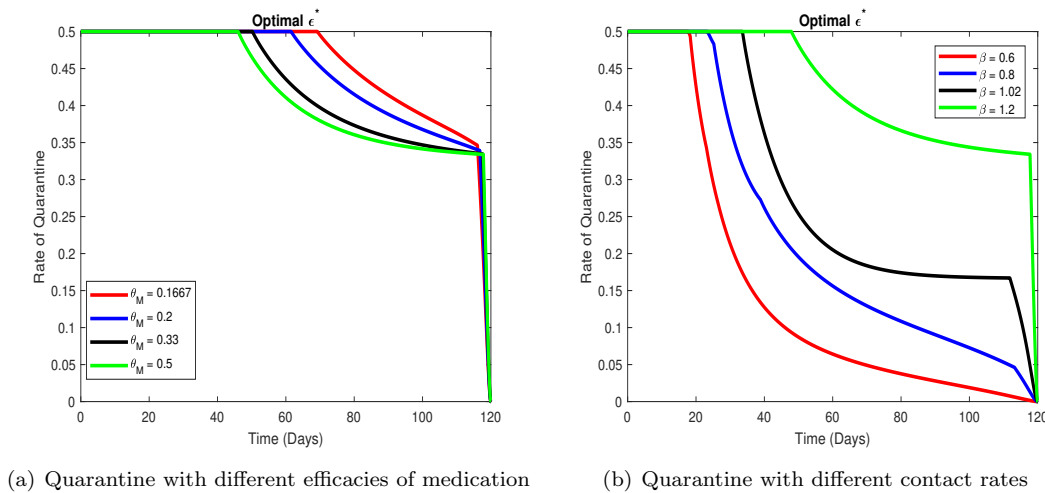 Optimal ϵ*
0.5
0.45
0.4
0.35
0.3
0.25
0.2
0.15
0.1
0.05
0
Rate of Quarantine
θ_M = 0.1667
θ_M = 0.2
θ_M = 0.33
θ_M = 0.5
0 20 40 60 80 100 120
Time (Days)
(a) Quarantine with different efficacies of medication
Optimal ϵ*
0.5
0.45
0.4
0.35
0.3
0.25
0.2
0.15
0.1
0.05
0
Rate of Quarantine
β = 0.6
β = 0.8
β = 1.02
β = 1.2
0 20 40 60 80 100 120
Time (Days)
(b) Quarantine with different contact rates